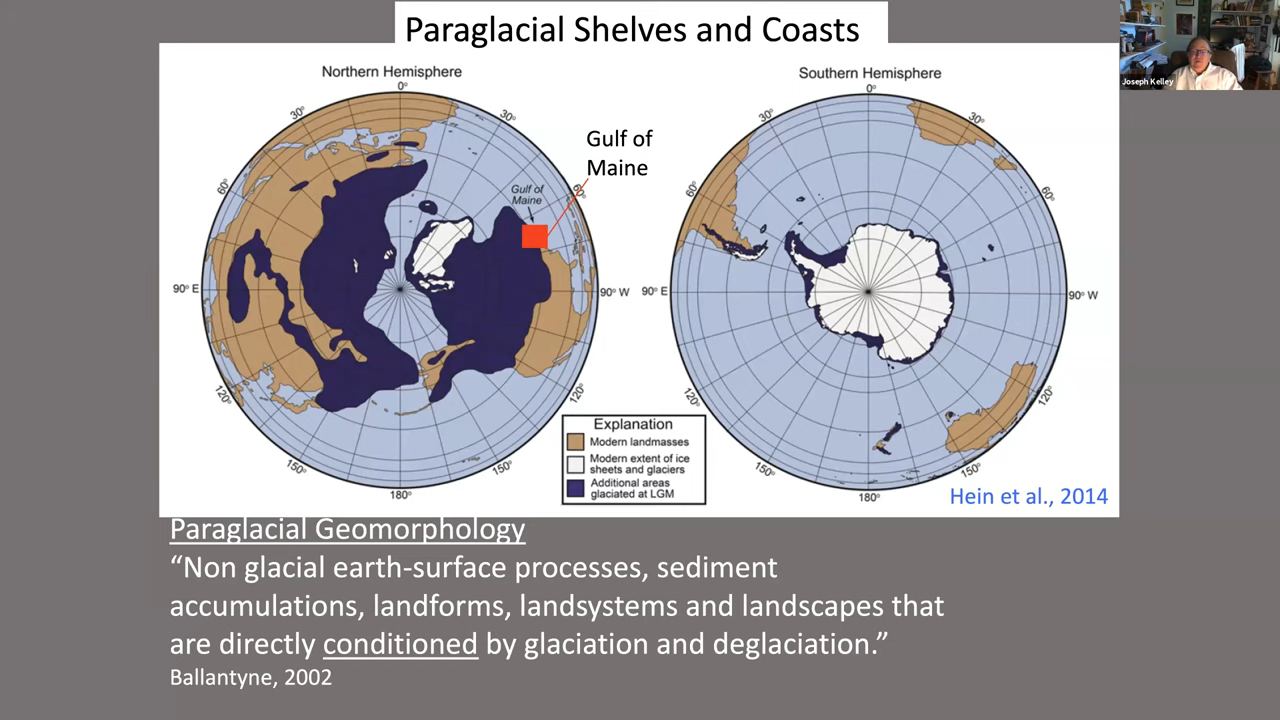 Paraglacial Shelves and Coasts
Joseph Kelley
Northern Hemisphere
0°
30°
30°
60°
60°
90° E
90° W
120°
120°
150°
150°
180°
Gulf of
Maine
Gulf of
Maine
Southern Hemisphere
0°
30°
30°
60°
60°
90° E
90° W
120°
150°
150°
180°
Explanation
Modern landmasses
Modern extent of ice
sheets and glaciers
Additional areas
glaciated at LGM
Hein et al., 2014
Paraglacial Geomorphology
“Non glacial earth-surface processes, sediment
accumulations, landforms, landsystems and landscapes that
are directly conditioned by glaciation and deglaciation.”
Ballantyne, 2002